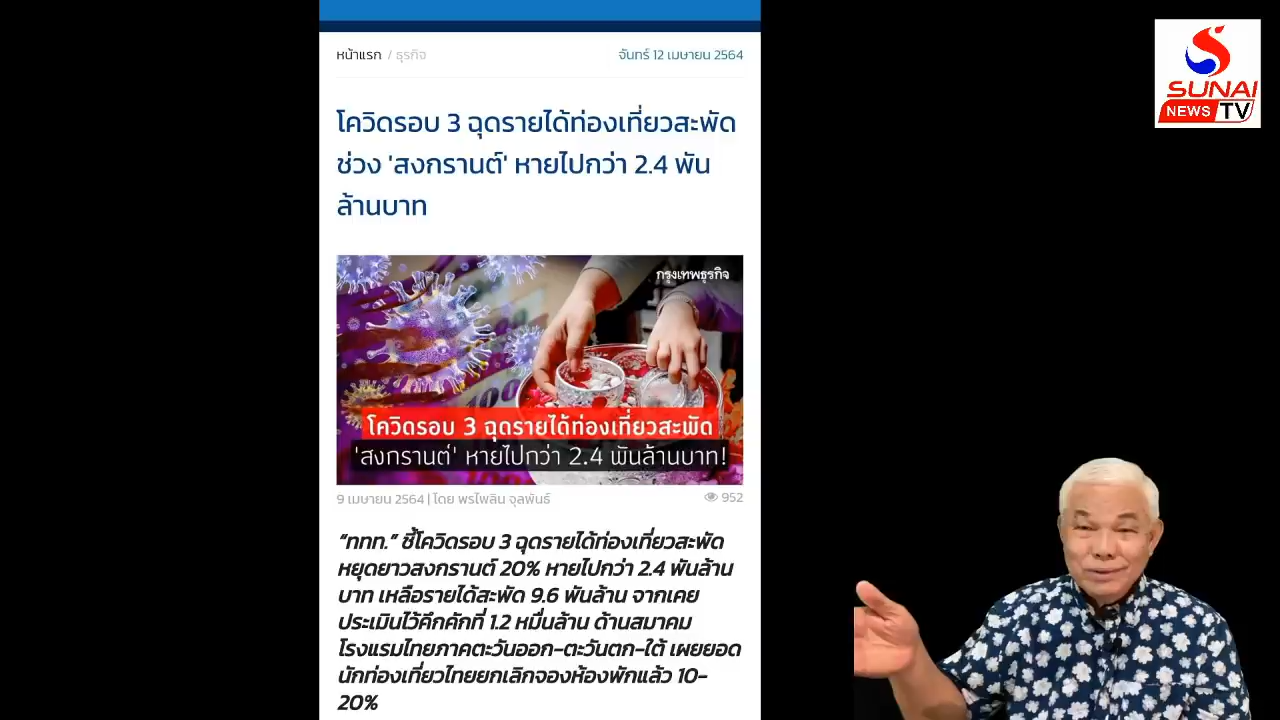 หน้าแรก / ธุรกิจ
จันทร์ 12 เมษายน 2564
SUNAI
NEWS TV
โควิดรอบ 3 ฉุดรายได้ท่องเที่ยวสะพัด
ช่วง 'สงกรานต์' หายไปกว่า 2.4 พัน
ล้านบาท
กรุงเทพธุรกิจ
โควิดรอบ 3 ฉุดรายได้ท่องเที่ยวสะพัด
'สงกรานต์' หายไปกว่า 2.4 พันล้านบาท!
9 เมษายน 2564 | โดย พรไพลิน จุลพันธ์
952
“ททท.” ชี้โควิดรอบ 3 ฉุดรายได้ท่องเที่ยวสะพัด
หยุดยาวสงกรานต์ 20% หายไปกว่า 2.4 พันล้าน
บาท เหลือรายได้สะพัด 9.6 พันล้าน จากเคย
ประเมินไว้คึกคักที่ 1.2 หมื่นล้าน ด้านสมาคม
โรงแรมไทยภาคตะวันออก-ตะวันตก-ใต้ เผยยอด
นักท่องเที่ยวไทยยกเลิกจองห้องพักแล้ว 10-
20%